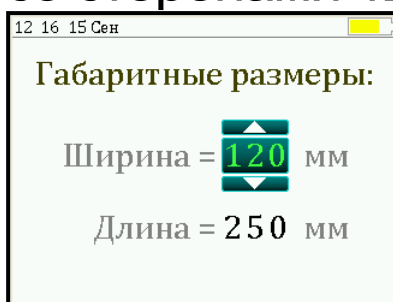 12 16 15 Сен
Габаритные размеры:
Ширина = 120 мм
Длина = 250 мм